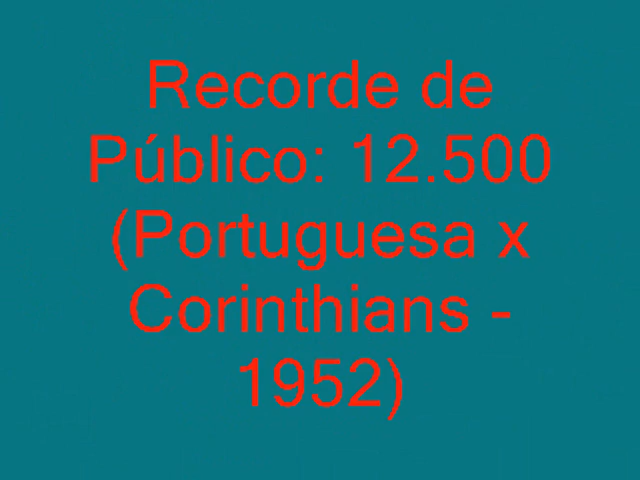 Recorde de
Público: 12.500
(Portuguesa x
Corinthians -
1952)